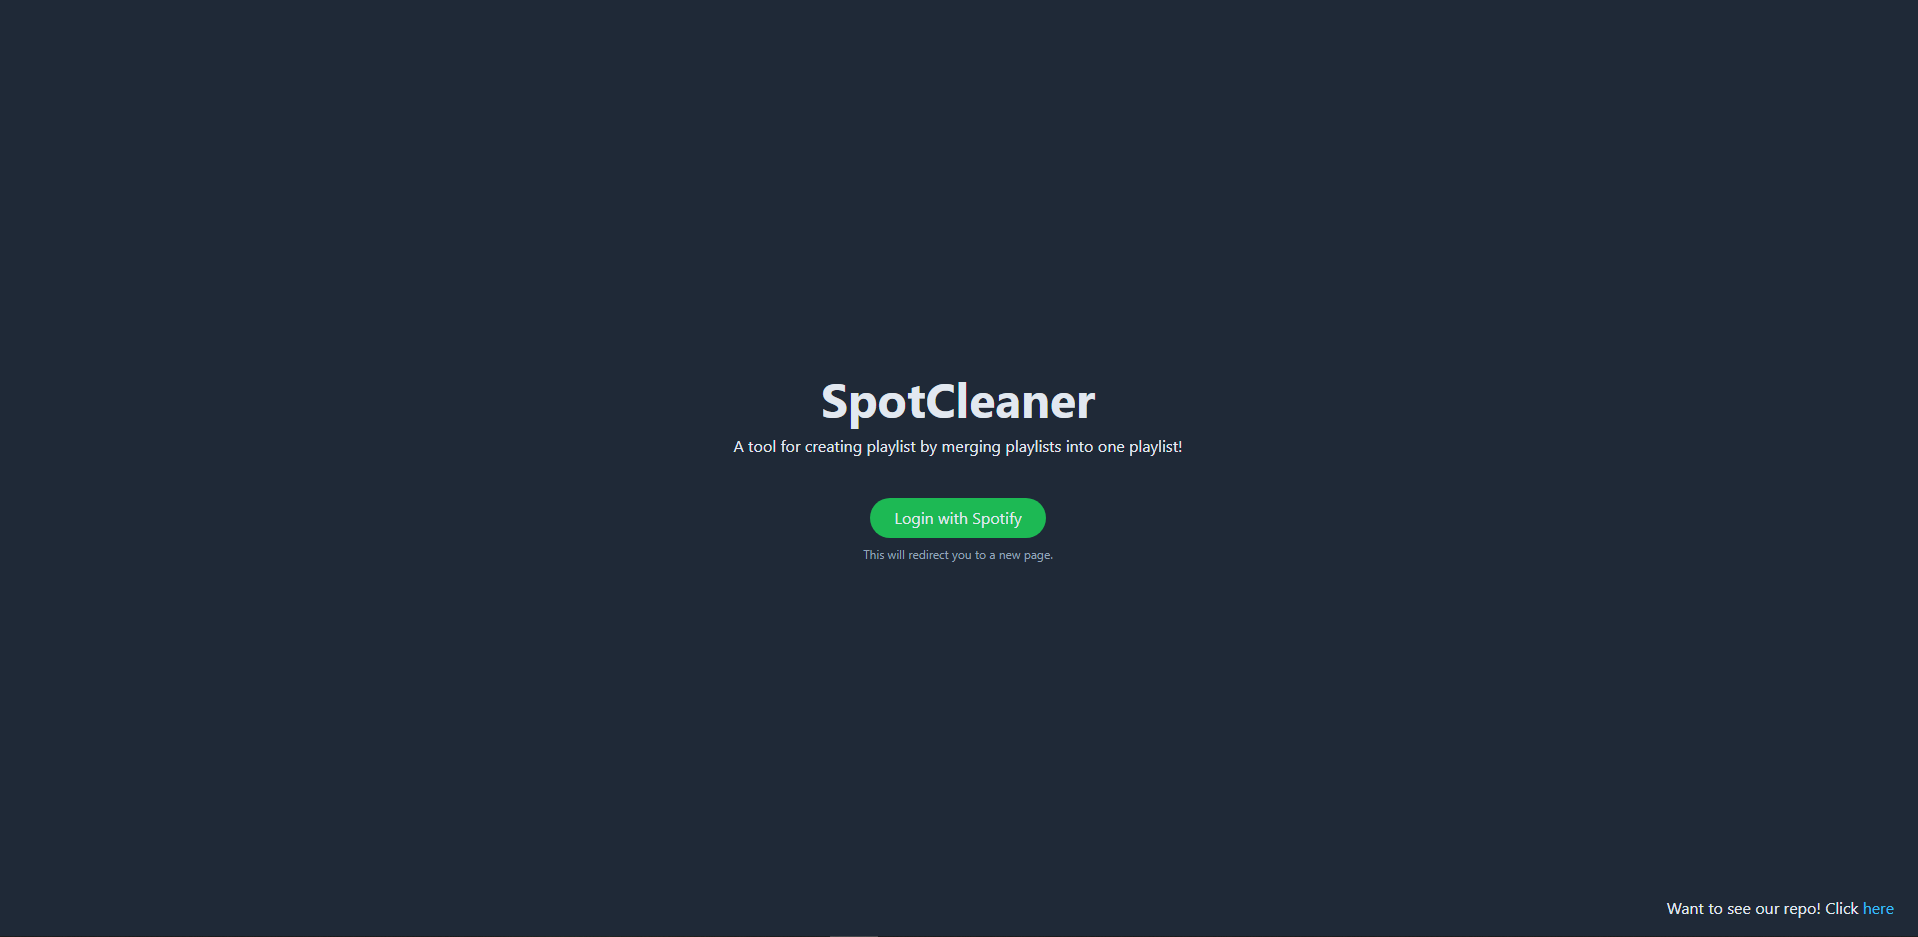 SpotCleaner
A tool for creating playlist by merging playlists into one playlist!
Login with Spotify
This will redirect you to a new page.
Want to see our repo! Click here